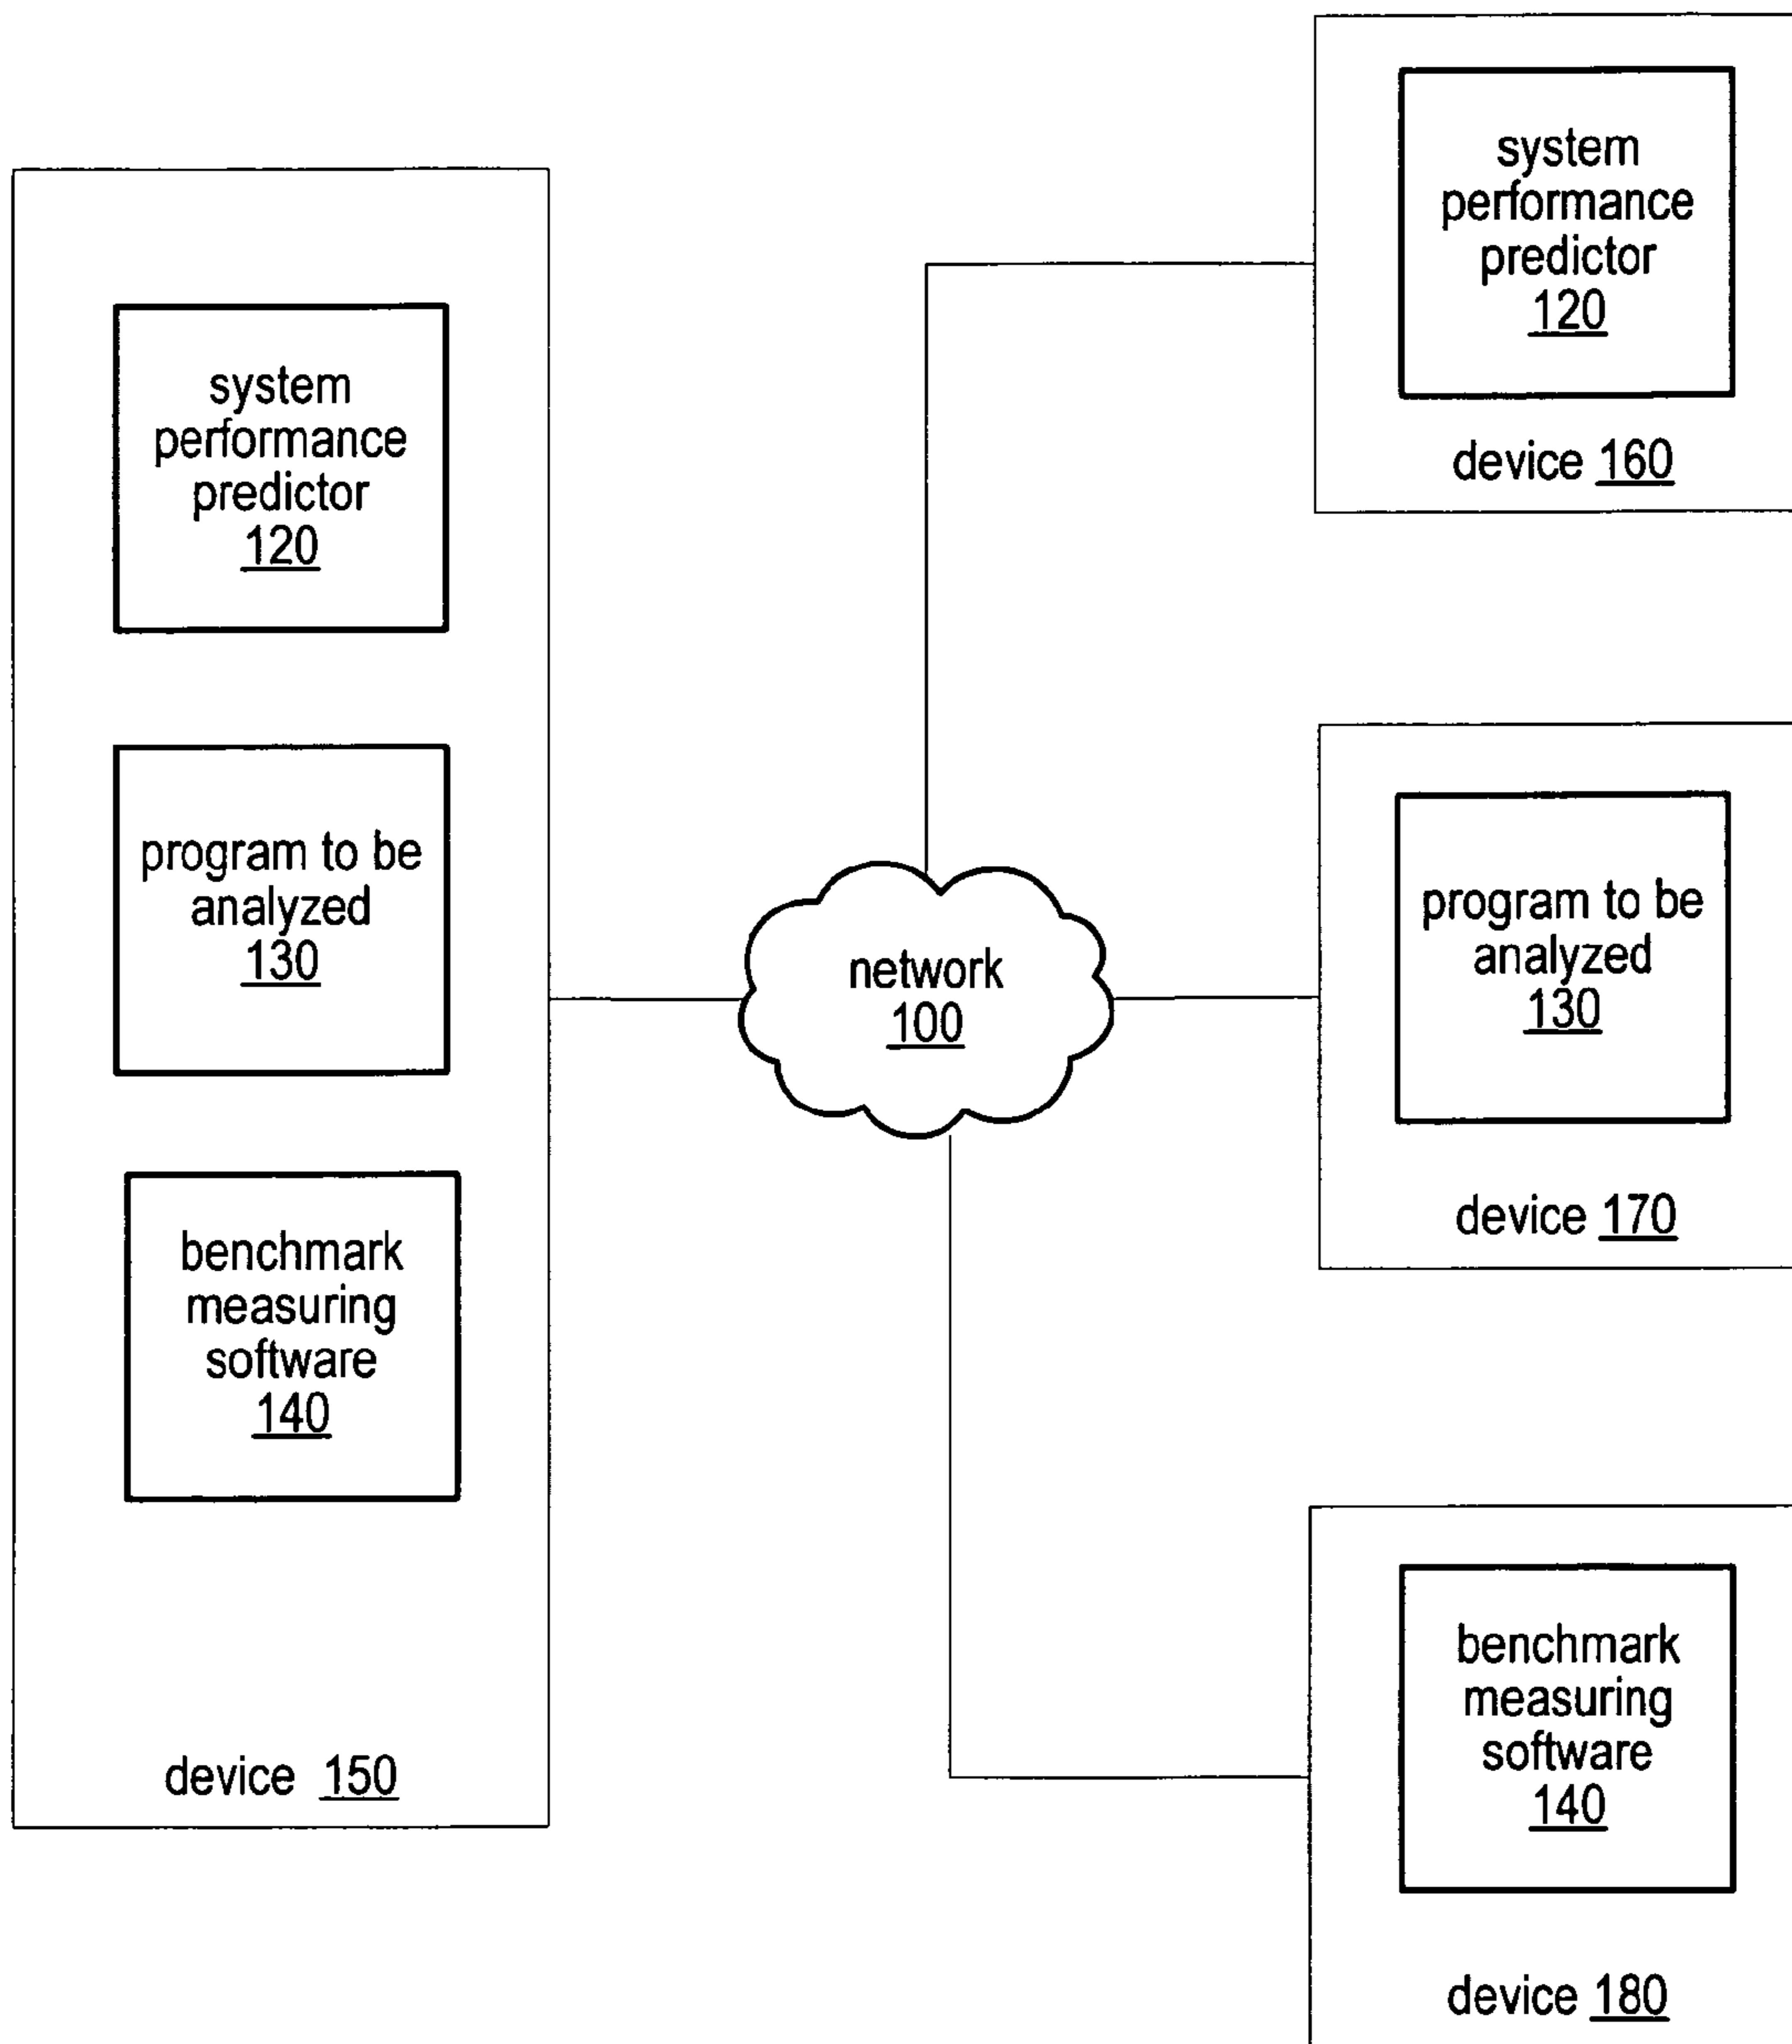 system
performance
predictor
120
program to be
analyzed
130
benchmark
measuring
software
140
device 150
network
100
system
performance
predictor
120
device 160
program to be
analyzed
130
device 170
benchmark
measuring
software
140
device 180